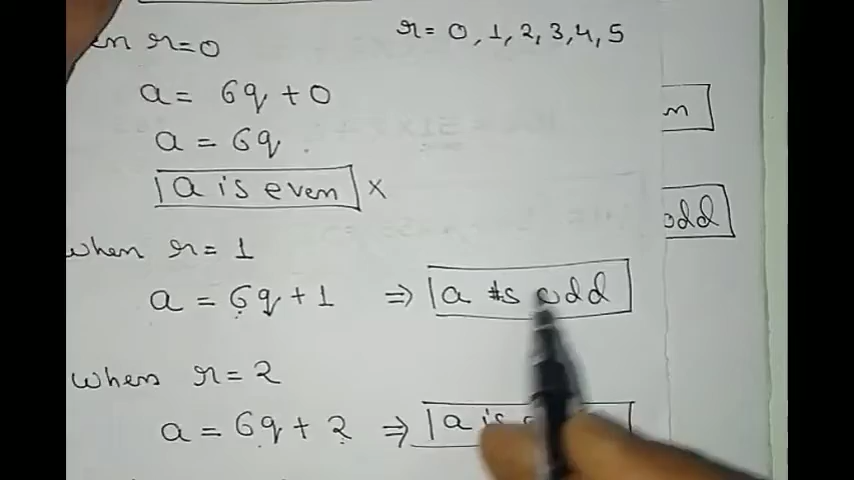 r=0
r= 0, 1, 2, 3, 4, 5
a= 6q + 0
a = 6q
a is even ×
when r= 1
a = 6q + 1 ⇒ a is odd
when r= 2
a = 6q + 2 ⇒ a is
odd